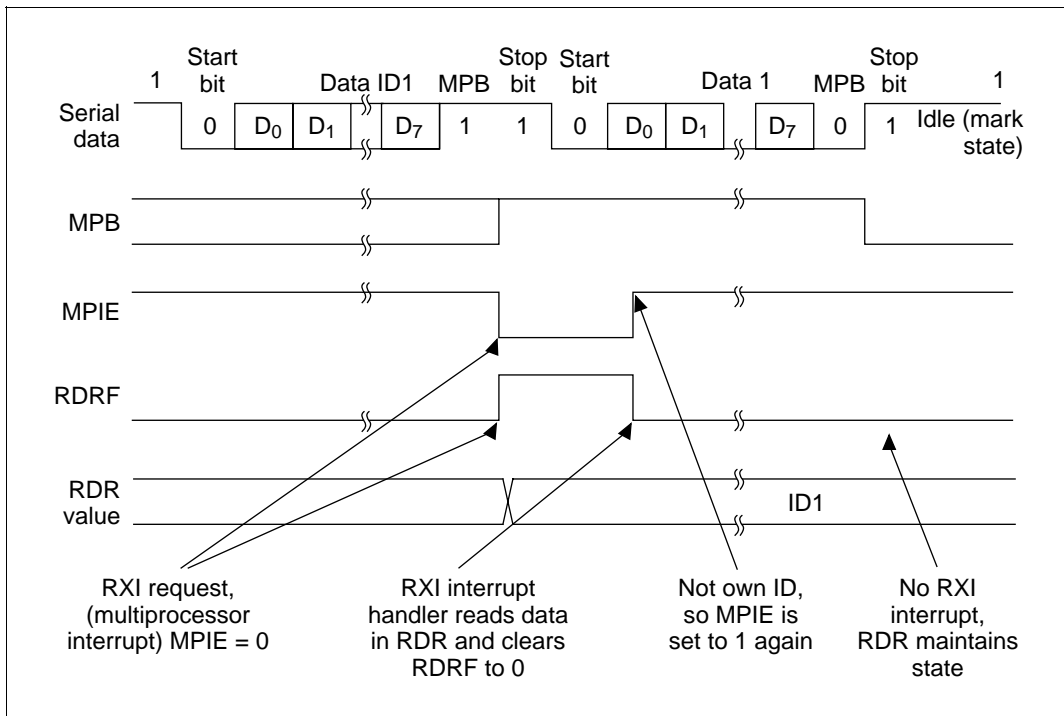 1 Start bit Data ID1 MPB Stop bit Start bit Data 1 MPB Stop bit 1
Serial data 0 D0 D1 D7 1 1 0 D0 D1 D7 0 1 Idle (mark state)
MPB
MPIE
RDRF
RDR value ID1
RXI request,
(multiprocessor
interrupt) MPIE = 0
RXI interrupt
handler reads data
in RDR and clears
RDRF to 0
Not own ID,
so MPIE is
set to 1 again
No RXI
interrupt,
RDR maintains
state